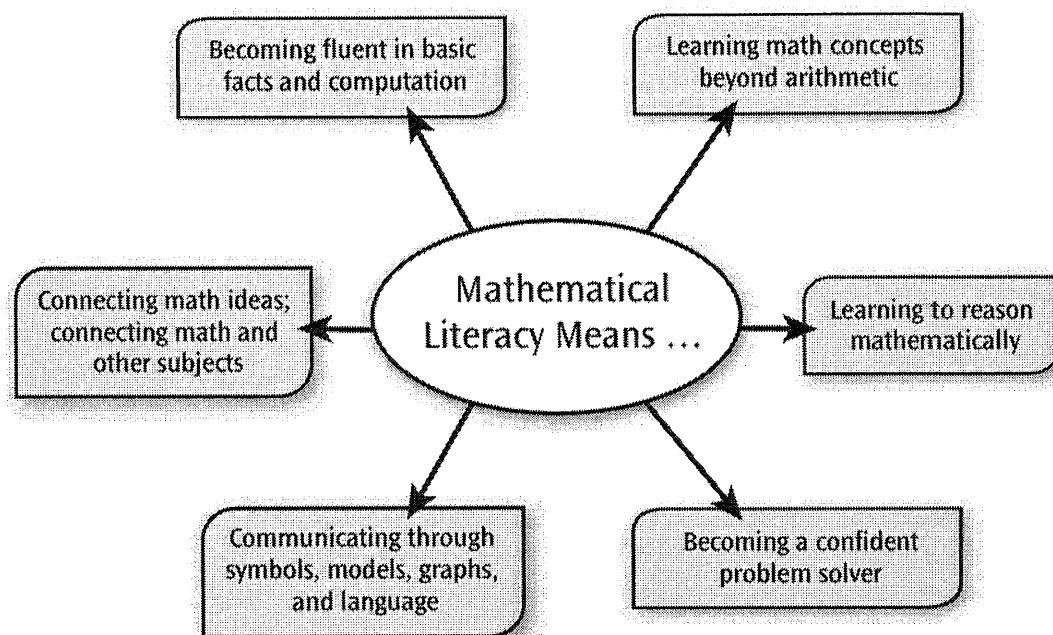 Becoming fluent in basic
facts and computation
Learning math concepts
beyond arithmetic
Mathematical
Literacy Means ...
Connecting math ideas;
connecting math and
other subjects
Learning to reason
mathematically
Communicating through
symbols, models, graphs,
and language
Becoming a confident
problem solver